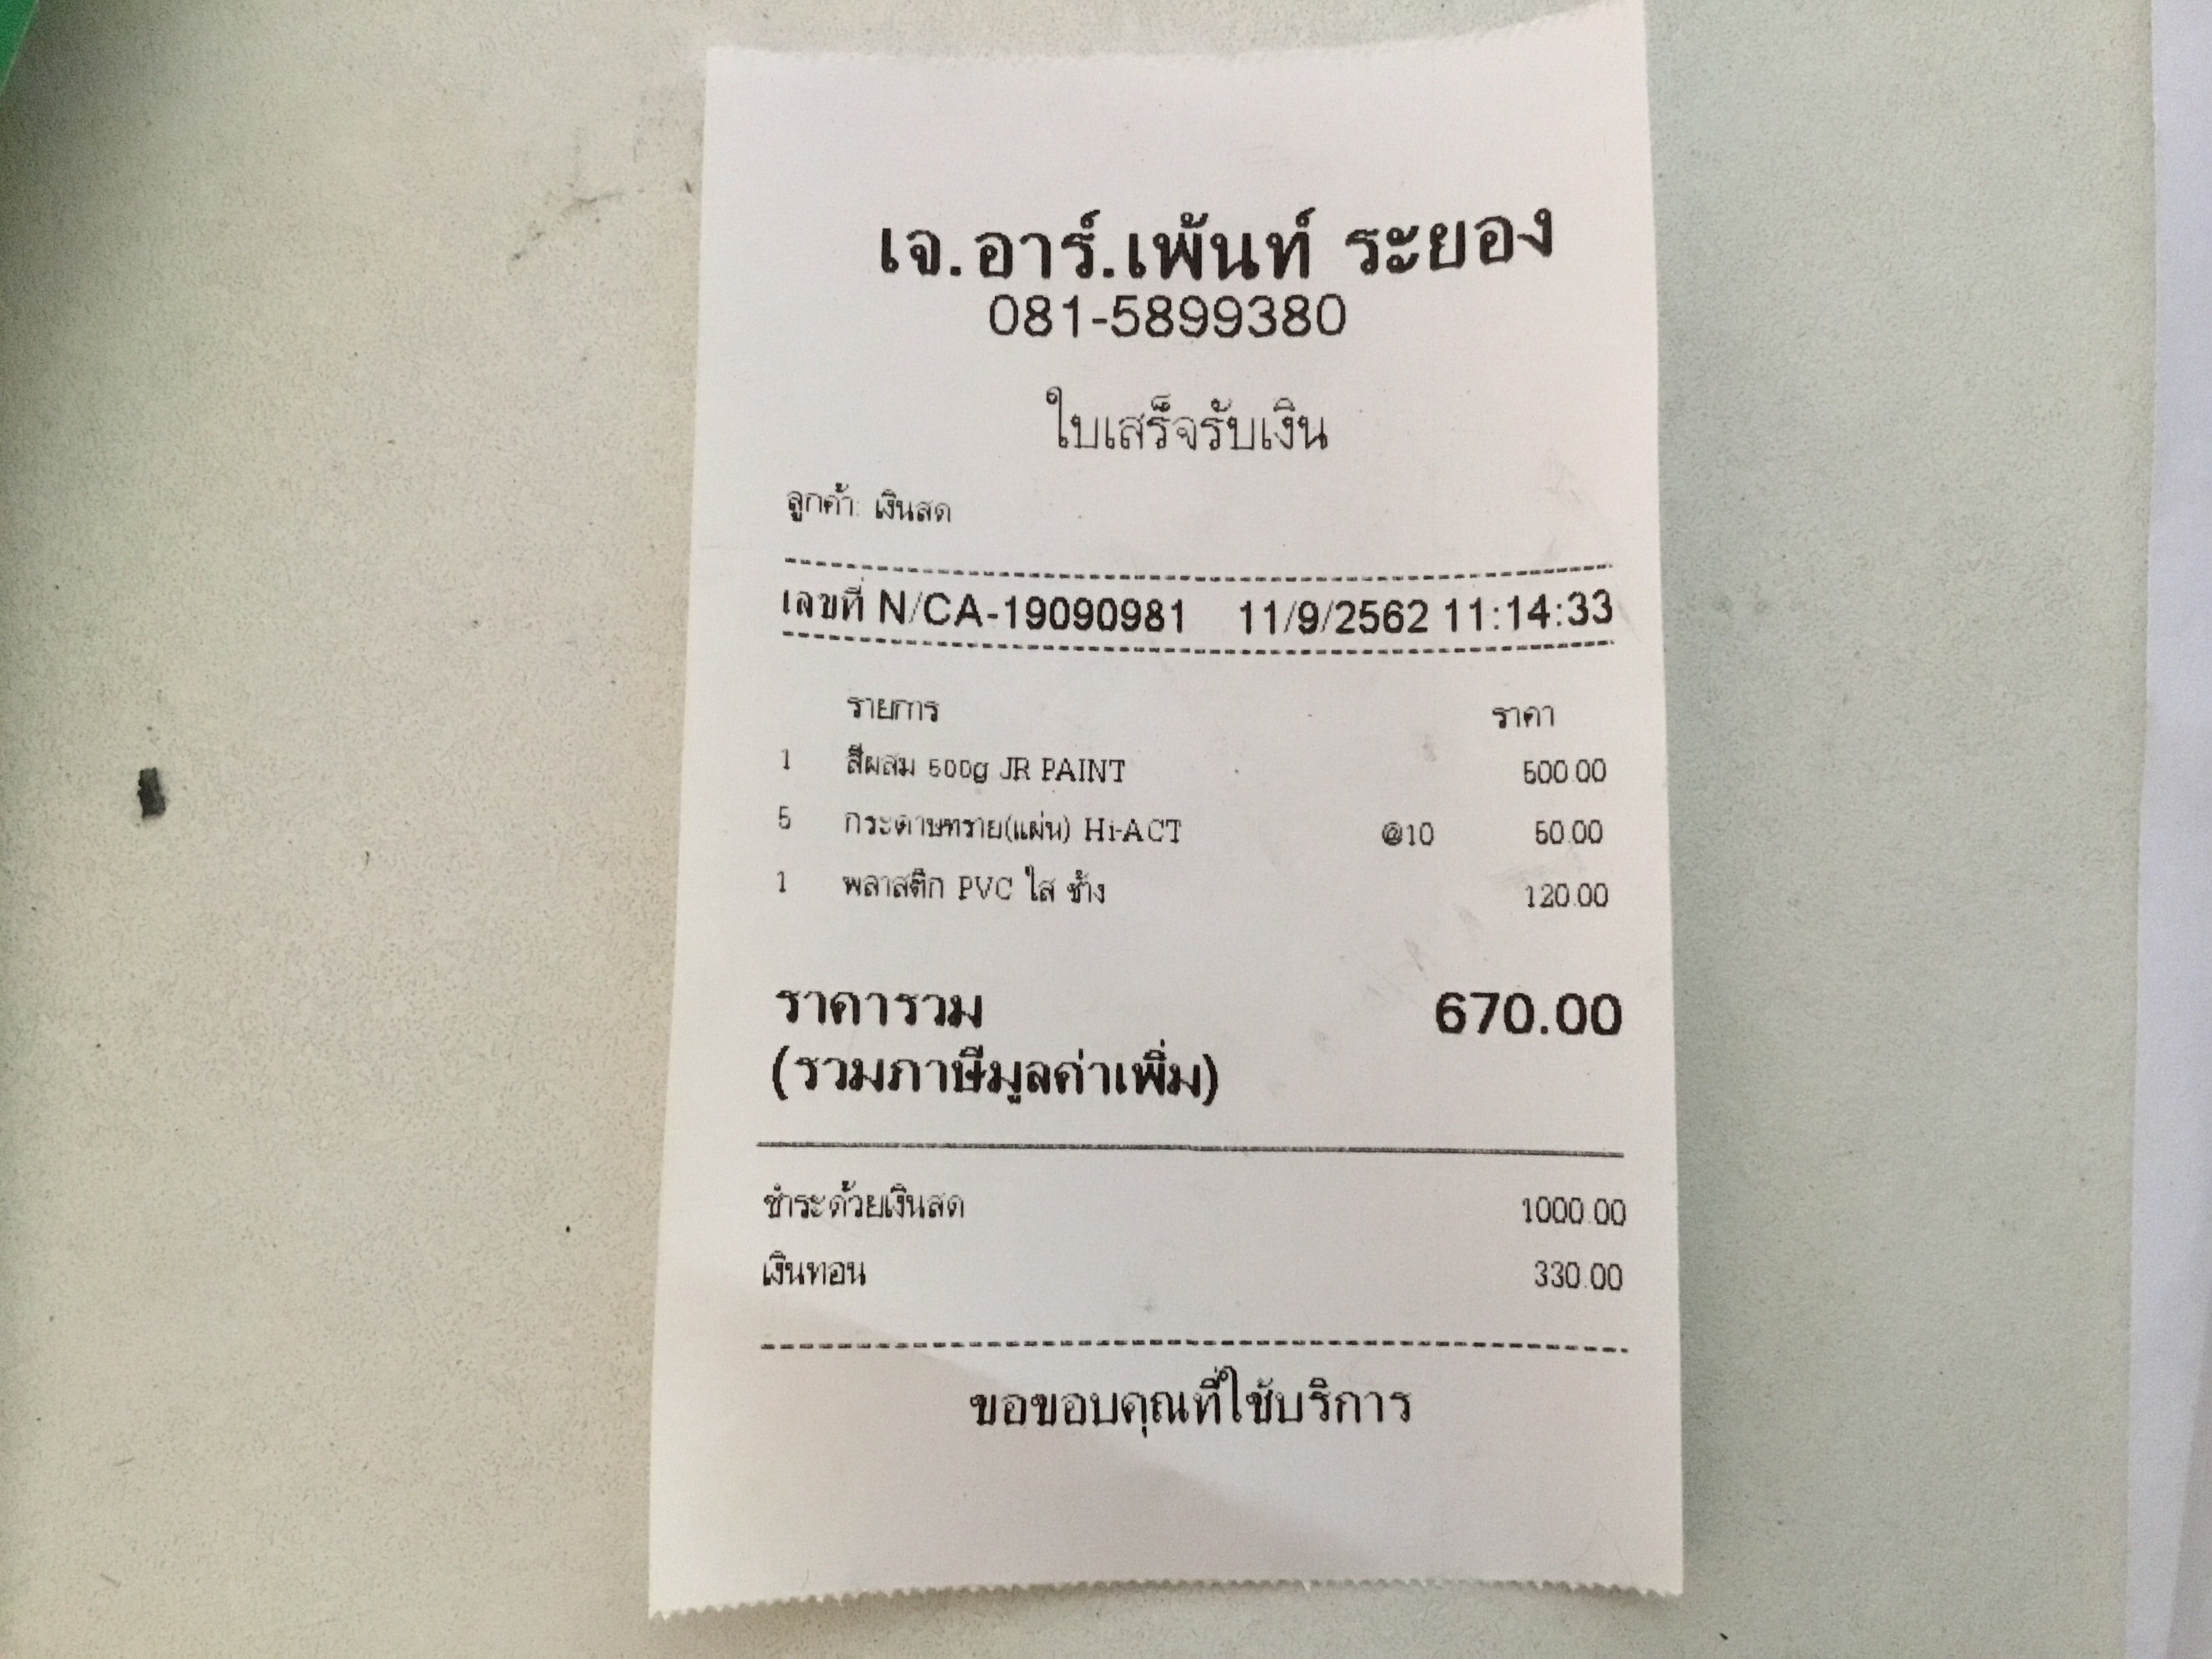 เจ.อาร์.เพ้นท์ ระยอง
081-5899380
ใบเสร็จรับเงิน
ลูกค้า: เงินสด
เลขที่ N/CA-19090981 11/9/2562 11:14:33
รายการ ราคา
1 สีผสม 500g JR PAINT 500.00
5 กระดาษทราย(แผ่น) Hi-ACT @10 50.00
1 พลาสติก PVC ใส ช้าง 120.00
ราคารวม 670.00
(รวมภาษีมูลค่าเพิ่ม)
ชำระด้วยเงินสด 1000.00
เงินทอน 330.00
ขอขอบคุณที่ใช้บริการ